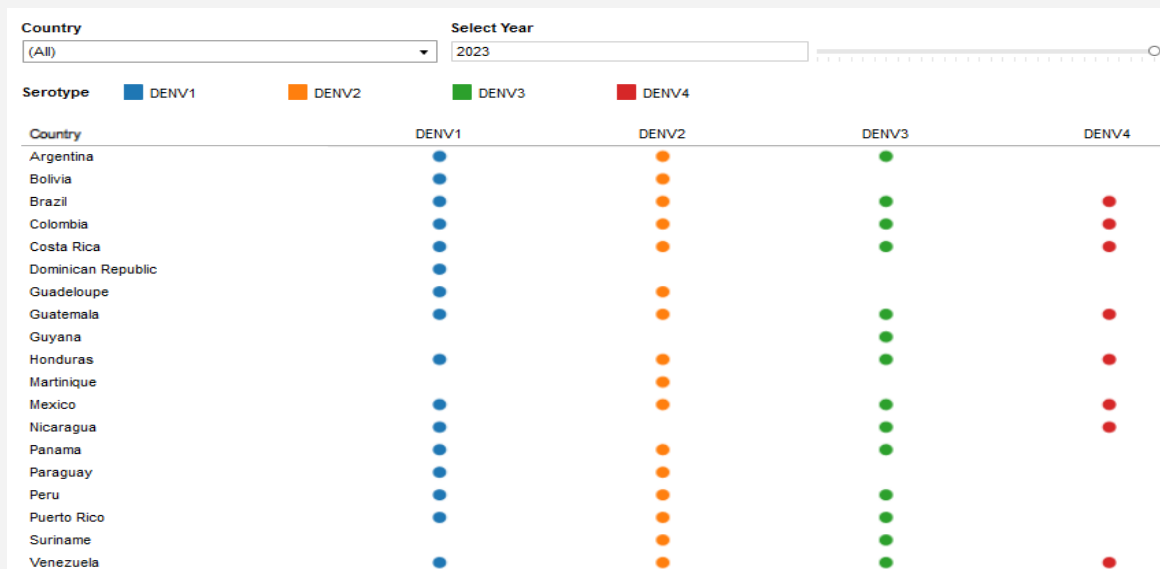 Country Select Year
(All) 2023
Serotype DENV1 DENV2 DENV3 DENV4
Country DENV1 DENV2 DENV3 DENV4
Argentina
Bolivia
Brazil
Colombia
Costa Rica
Dominican Republic
Guadeloupe
Guatemala
Guyana
Honduras
Martinique
Mexico
Nicaragua
Panama
Paraguay
Peru
Puerto Rico
Suriname
Venezuela